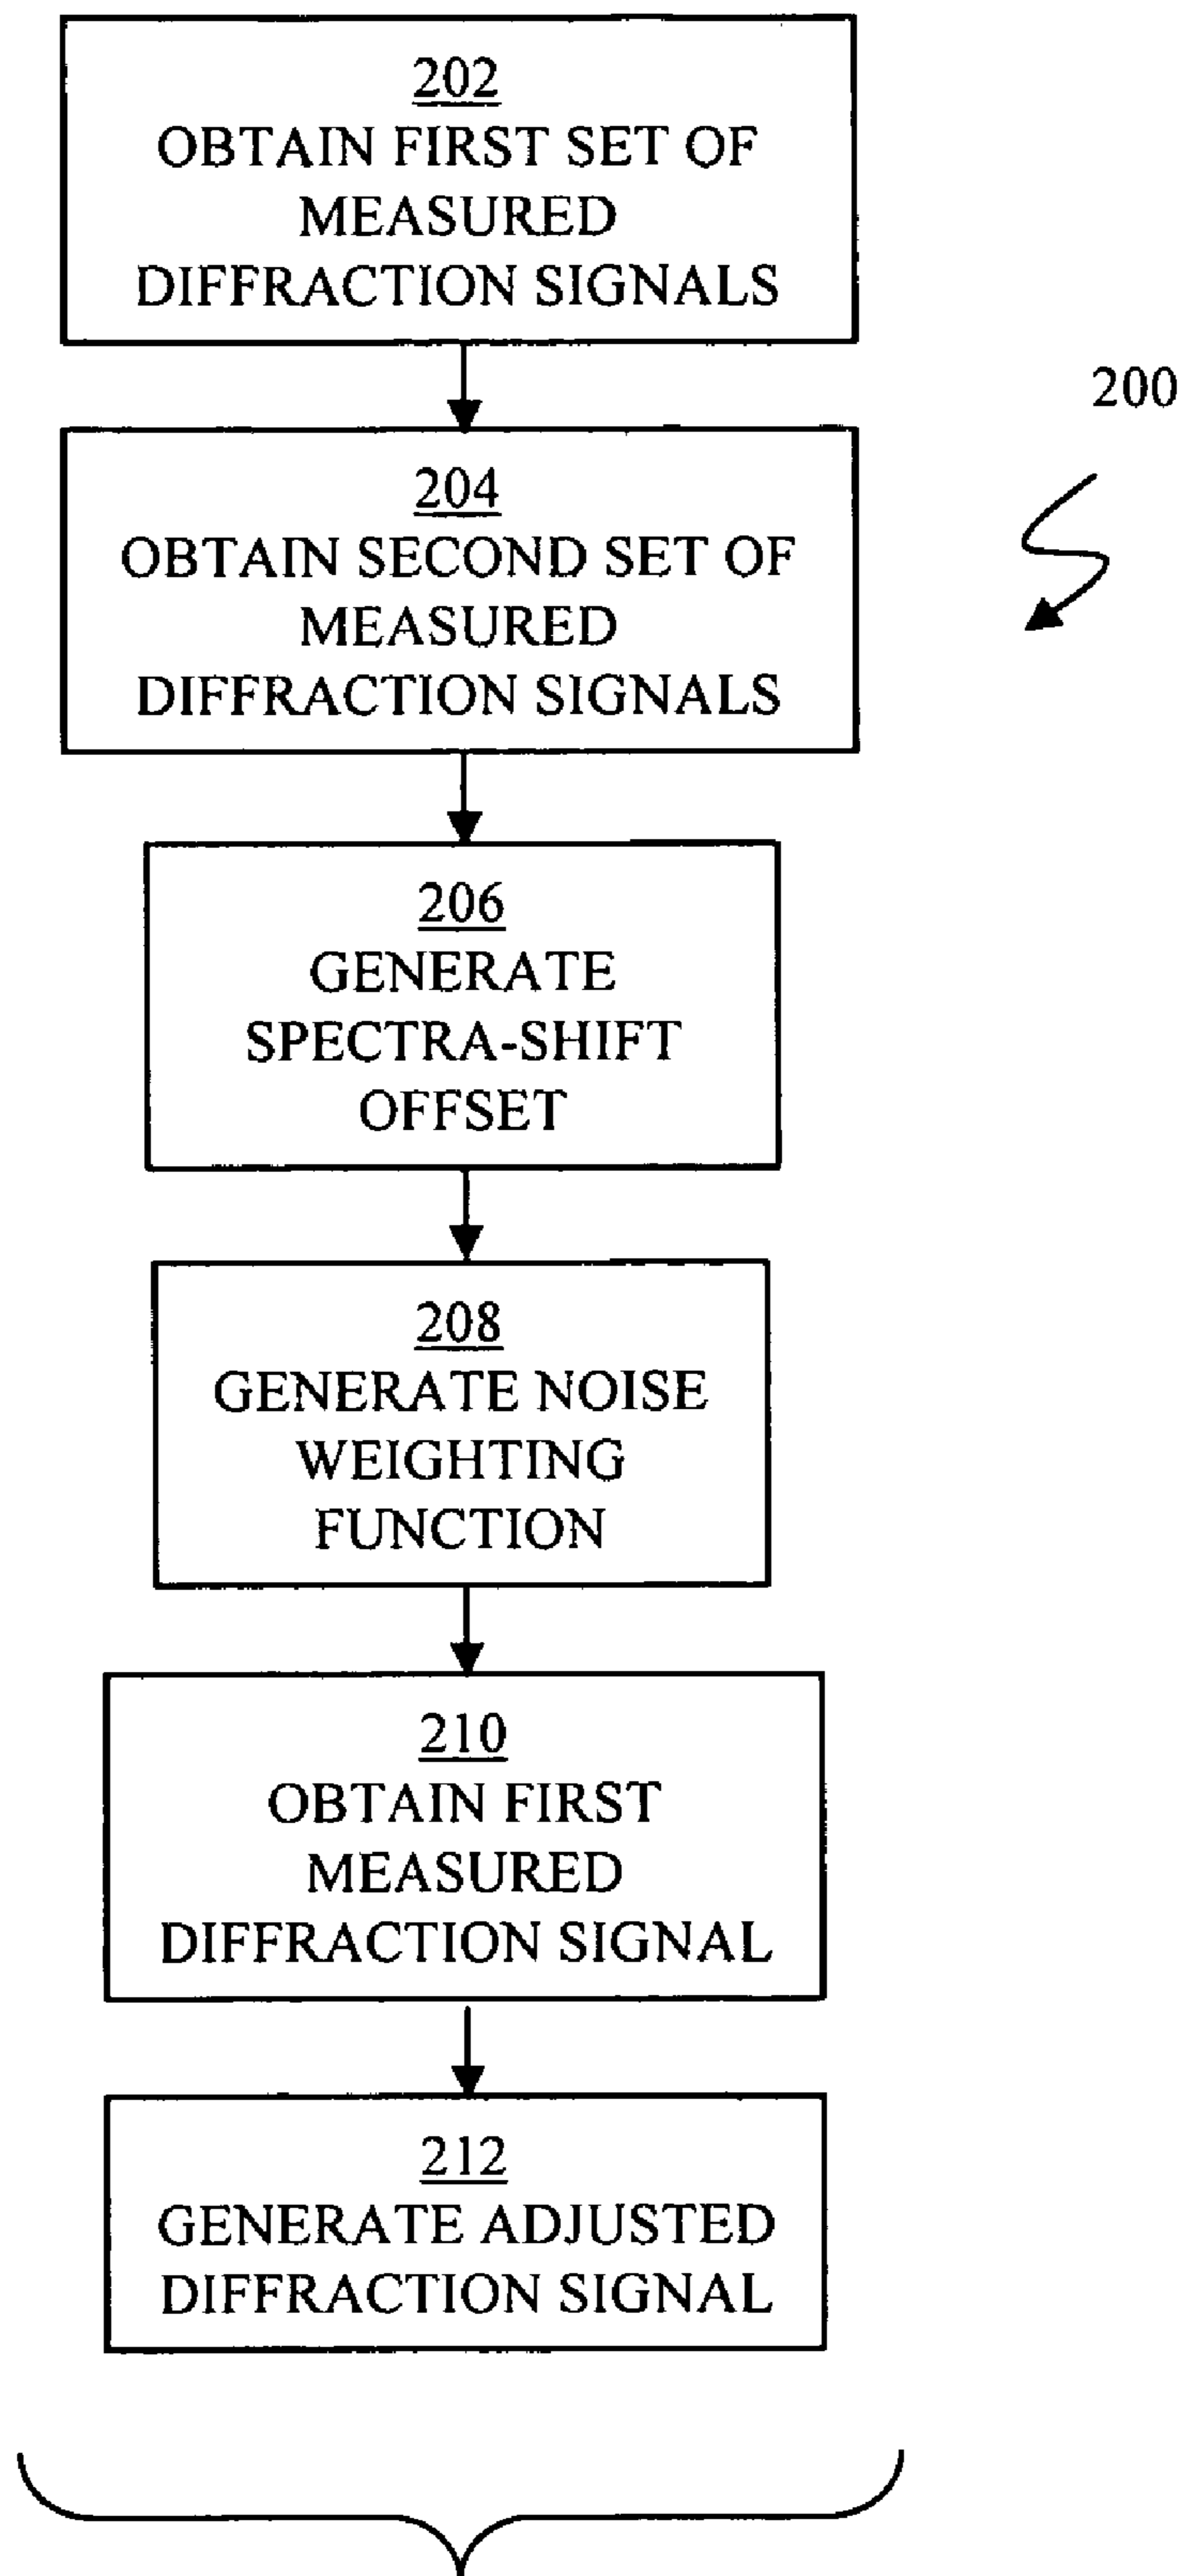 202
OBTAIN FIRST SET OF
MEASURED
DIFFRACTION SIGNALS
200
204
OBTAIN SECOND SET OF
MEASURED
DIFFRACTION SIGNALS
206
GENERATE
SPECTRA-SHIFT
OFFSET
208
GENERATE NOISE
WEIGHTING
FUNCTION
210
OBTAIN FIRST
MEASURED
DIFFRACTION SIGNAL
212
GENERATE ADJUSTED
DIFFRACTION SIGNAL